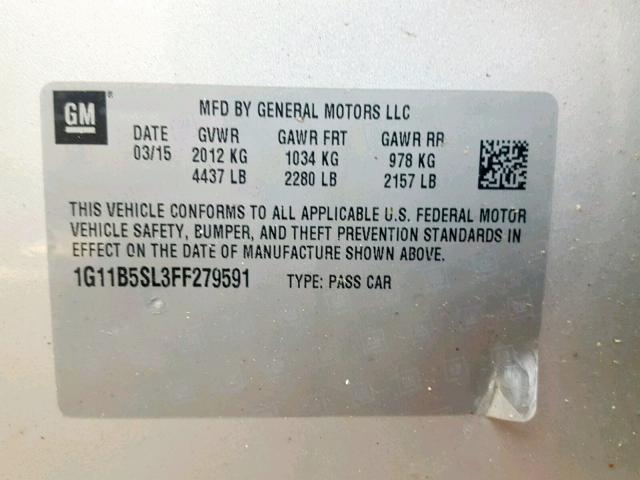 GM ®
MFD BY GENERAL MOTORS LLC
DATE GVWR GAWR FRT GAWR RR
03/15 2012 KG 1034 KG 978 KG
4437 LB 2280 LB 2157 LB
THIS VEHICLE CONFORMS TO ALL APPLICABLE U.S. FEDERAL MOTOR
VEHICLE SAFETY, BUMPER, AND THEFT PREVENTION STANDARDS IN
EFFECT ON THE DATE OF MANUFACTURE SHOWN ABOVE.
1G11B5SL3FF279591 TYPE: PASS CAR